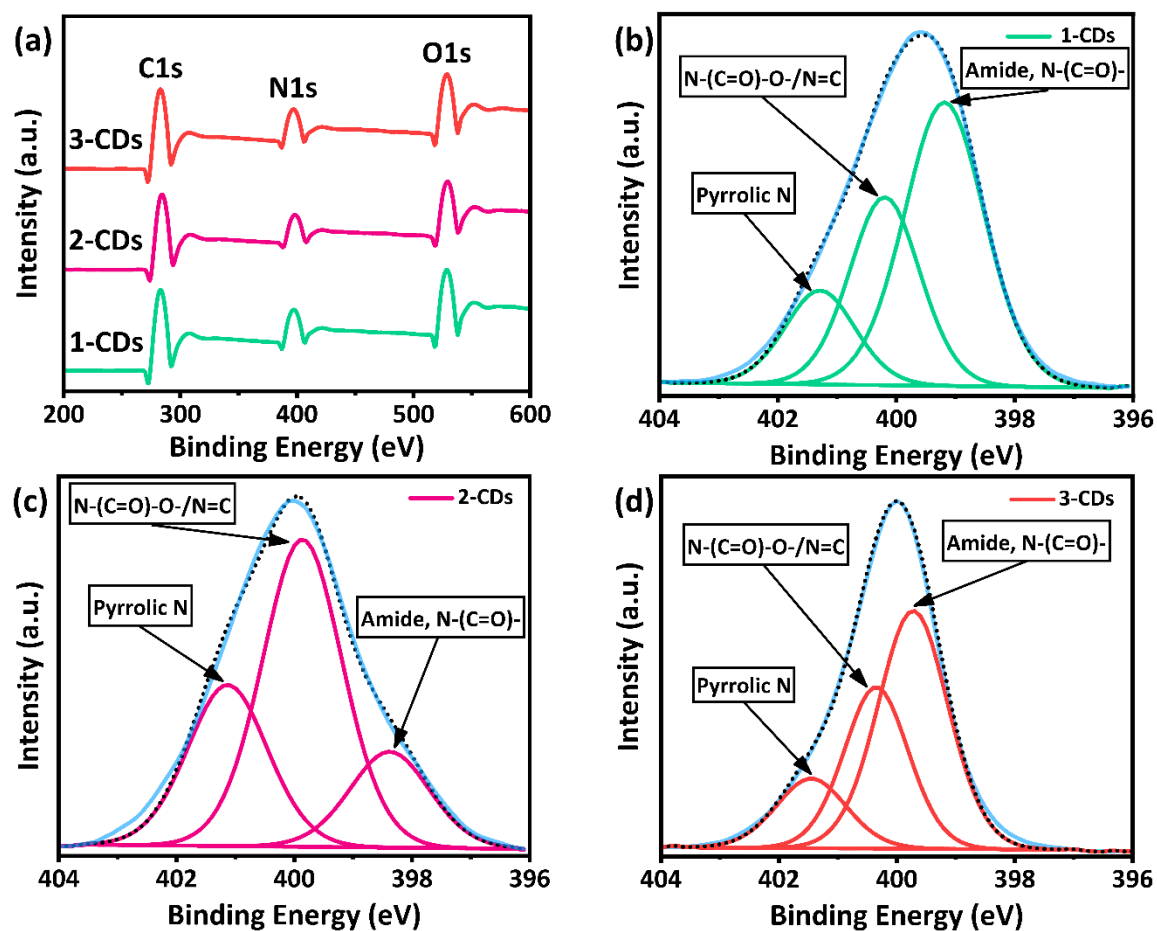 (a)
C1s
N1s
O1s
3-CDs
2-CDs
1-CDs
Intensity (a.u.)
200 300 400 500 600
Binding Energy (eV)
(b)
1-CDs
N-(C=O)-O-/N=C
Amide, N-(C=O)-
Pyrrolic N
Intensity (a.u.)
404 402 400 398 396
Binding Energy (eV)
(c)
2-CDs
N-(C=O)-O-/N=C
Pyrrolic N
Amide, N-(C=O)-
Intensity (a.u.)
404 402 400 398 396
Binding Energy (eV)
(d)
3-CDs
N-(C=O)-O-/N=C
Amide, N-(C=O)-
Pyrrolic N
Intensity (a.u.)
404 402 400 398 396
Binding Energy (eV)